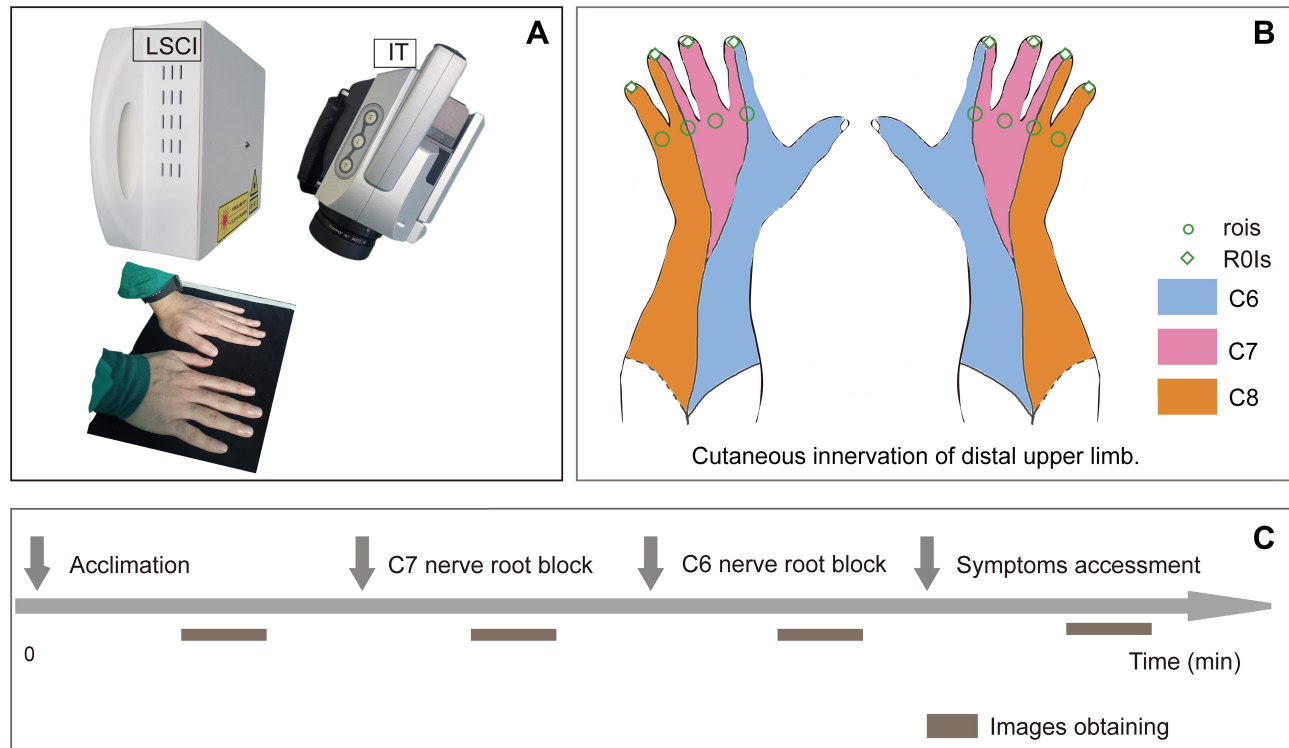 A
LSCI
IT
B
rois
R0Is
C6
C7
C8
Cutaneous innervation of distal upper limb.
C
Acclimation
C7 nerve root block
C6 nerve root block
Symptoms accessment
0
Time (min)
Images obtaining